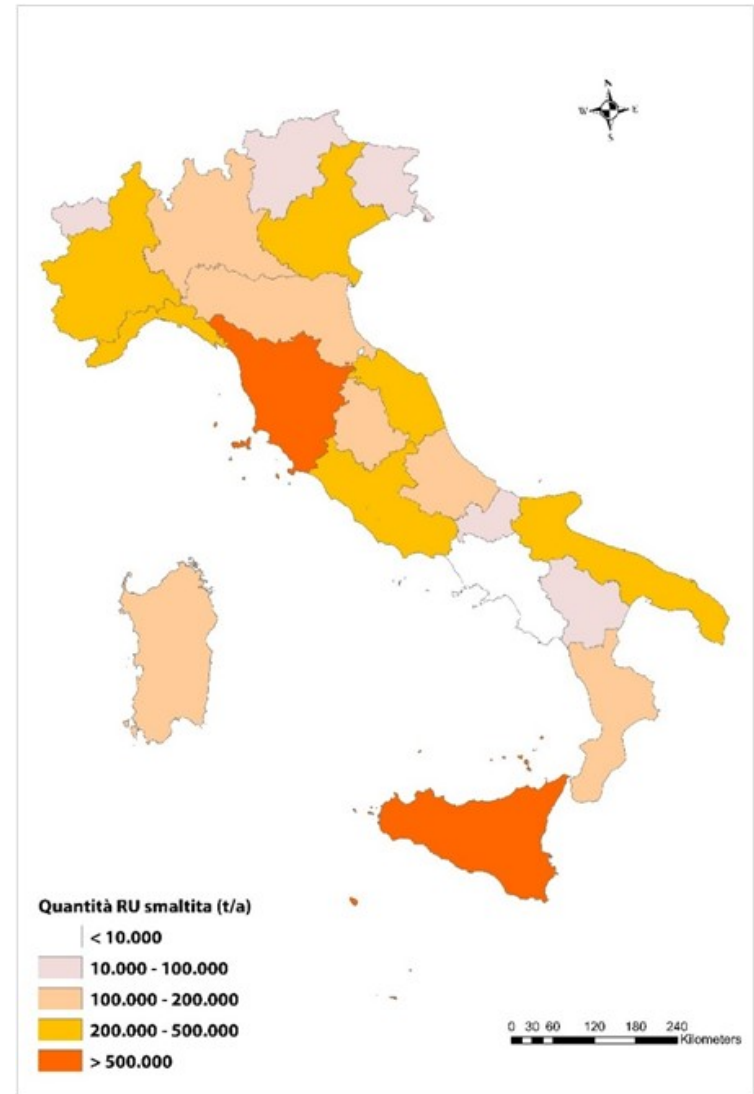 N
W E
S
Quantità RU smaltita (t/a)
< 10.000
10.000 - 100.000
100.000 - 200.000
200.000 - 500.000
> 500.000
0 30 60 120 180 240
Kilometers